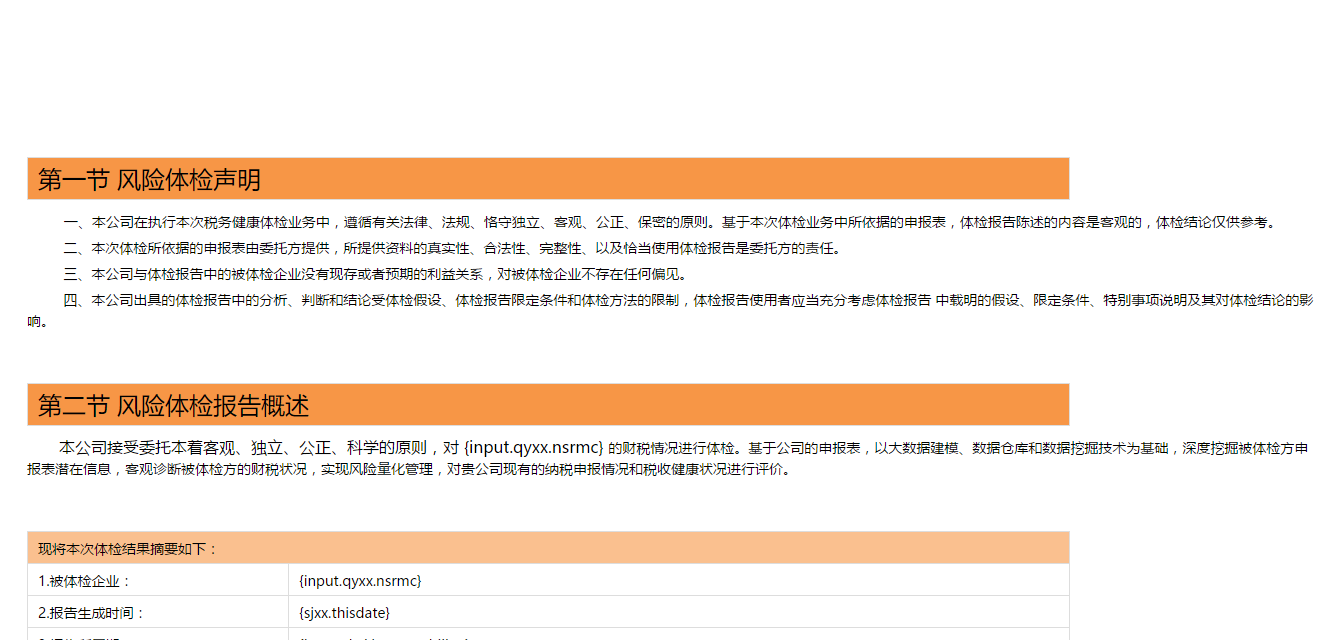 第一节 风险体检声明
一、本公司在执行本次税务健康体检业务中，遵循有关法律、法规、恪守独立、客观、公正、保密的原则。基于本次体检业务中所依据的申报表，体检报告陈述的内容是客观的，体检结论仅供参考。
二、本次体检所依据的申报表由委托方提供，所提供资料的真实性、合法性、完整性、以及恰当使用体检报告是委托方的责任。
三、本公司与体检报告中的被体检企业没有现存或者预期的利益关系，对被体检企业不存在任何偏见。
四、本公司出具的体检报告中的分析、判断和结论受体检假设、体检报告限定条件和体检方法的限制，体检报告使用者应当充分考虑体检报告 中载明的假设、限定条件、特别事项说明及其对体检结论的影
响。
第二节 风险体检报告概述
本公司接受委托本着客观、独立、公正、科学的原则，对 {input.qyxx.nsrmc} 的财税情况进行体检。基于公司的申报表，以大数据建模、数据仓库和数据挖掘技术为基础，深度挖掘被体检方申
报表潜在信息，客观诊断被体检方的财税状况，实现风险量化管理，对贵公司现有的纳税申报情况和税收健康状况进行评价。
现将本次体检结果摘要如下：
1.被体检企业： {input.qyxx.nsrmc}
2.报告生成时间： {sjxx.thisdate}